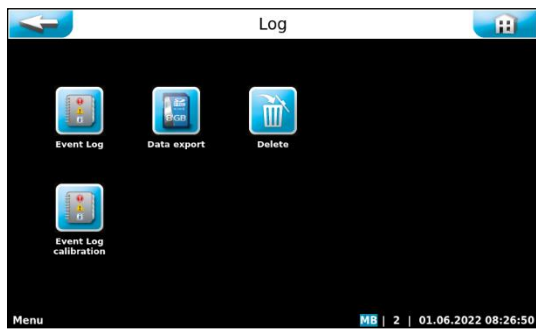 Log
8GB
Event Log
Data export
Delete
Event Log
calibration
Menu
MB | 2 | 01.06.2022 08:26:50